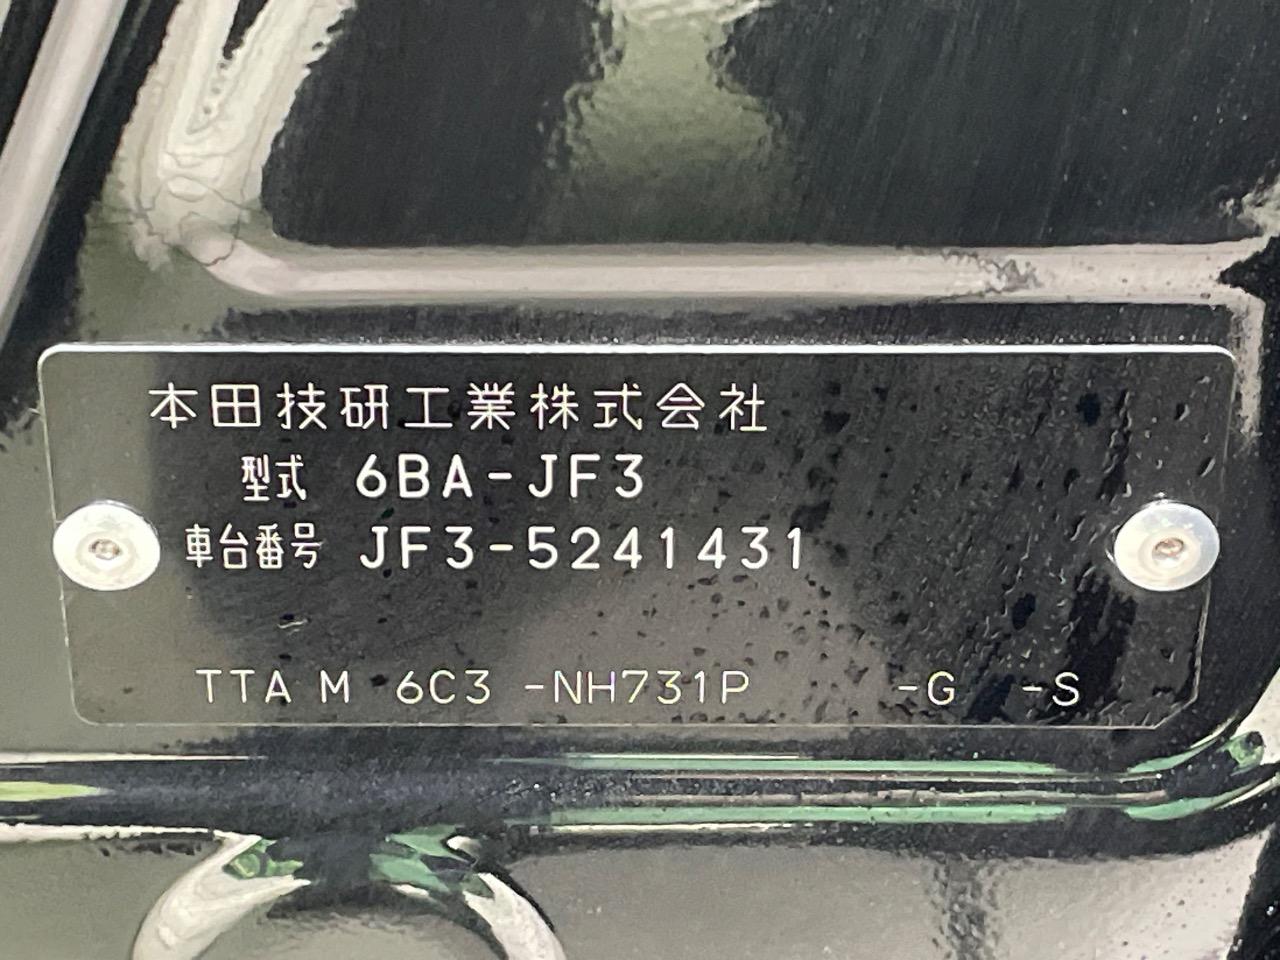 本田技研工業株式会社
型式 6BA-JF3
車台番号 JF3-5241431
TTA M 6C3 -NH731P -G -S